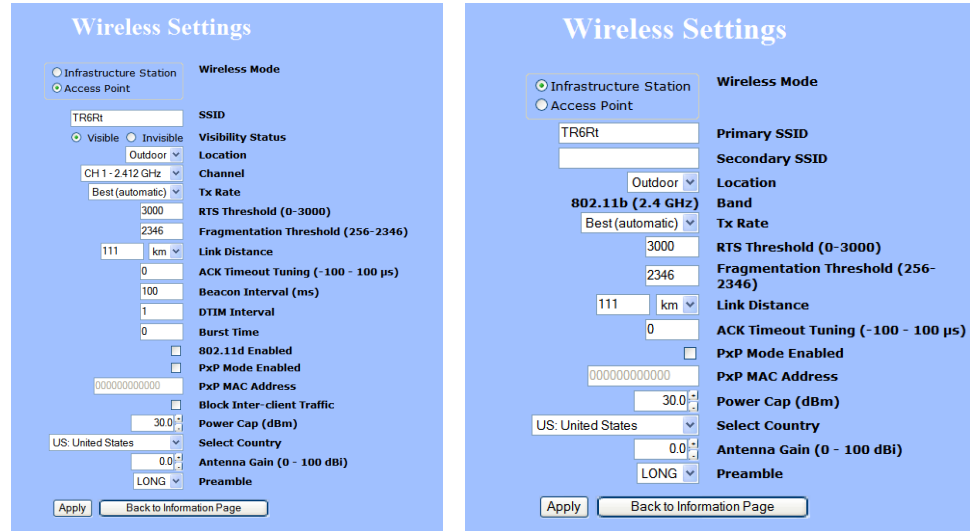 Wireless Settings
Infrastructure Station
Access Point
Wireless Mode
TR6Rt SSID
Visible Invisible Visibility Status
Outdoor Location
CH 1 - 2.412 GHz Channel
Best (automatic) Tx Rate
3000 RTS Threshold (0-3000)
2346 Fragmentation Threshold (256-2346)
111 km Link Distance
0 ACK Timeout Tuning (-100 - 100 µs)
100 Beacon Interval (ms)
1 DTIM Interval
0 Burst Time
802.11d Enabled
PxP Mode Enabled
000000000000 PxP MAC Address
Block Inter-client Traffic
30.0 Power Cap (dBm)
US: United States Select Country
0.0 Antenna Gain (0 - 100 dBi)
LONG Preamble
Apply Back to Information Page
Wireless Settings
Infrastructure Station
Access Point
Wireless Mode
TR6Rt Primary SSID
Secondary SSID
Outdoor Location
802.11b (2.4 GHz) Band
Best (automatic) Tx Rate
3000 RTS Threshold (0-3000)
2346 Fragmentation Threshold (256-
2346)
111 km Link Distance
0 ACK Timeout Tuning (-100 - 100 µs)
PxP Mode Enabled
000000000000 PxP MAC Address
30.0 Power Cap (dBm)
US: United States Select Country
0.0 Antenna Gain (0 - 100 dBi)
LONG Preamble
Apply Back to Information Page